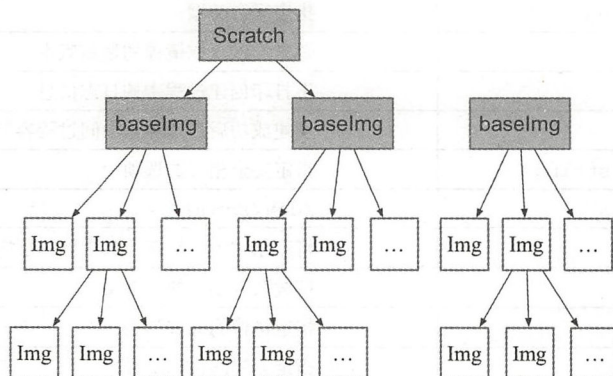 Scratch
baseImg baseImg baseImg
Img Img … Img Img … Img Img …
Img Img … Img Img … Img Img …